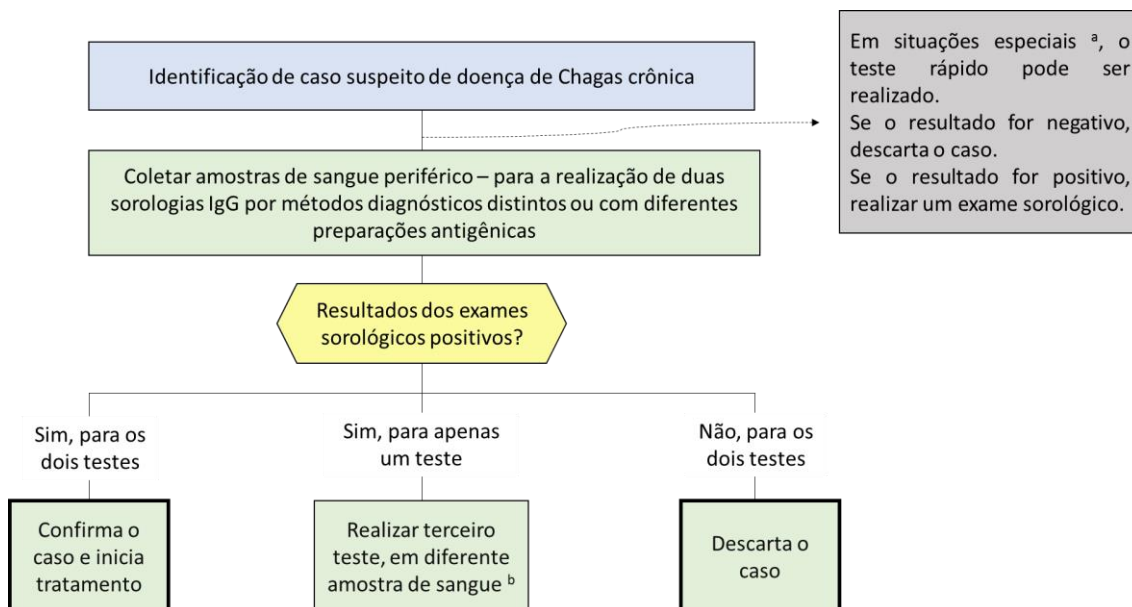 Identificação de caso suspeito de doença de Chagas crônica
Em situações especiais ᵃ, o
teste rápido pode ser
realizado.
Se o resultado for negativo,
descarta o caso.
Se o resultado for positivo,
realizar um exame sorológico.
Coletar amostras de sangue periférico – para a realização de duas
sorologias IgG por métodos diagnósticos distintos ou com diferentes
preparações antigênicas
Resultados dos exames
sorológicos positivos?
Sim, para os
dois testes
Sim, para apenas
um teste
Não, para os
dois testes
Confirma o
caso e inicia
tratamento
Realizar terceiro
teste, em diferente
amostra de sangue ᵇ
Descarta o
caso